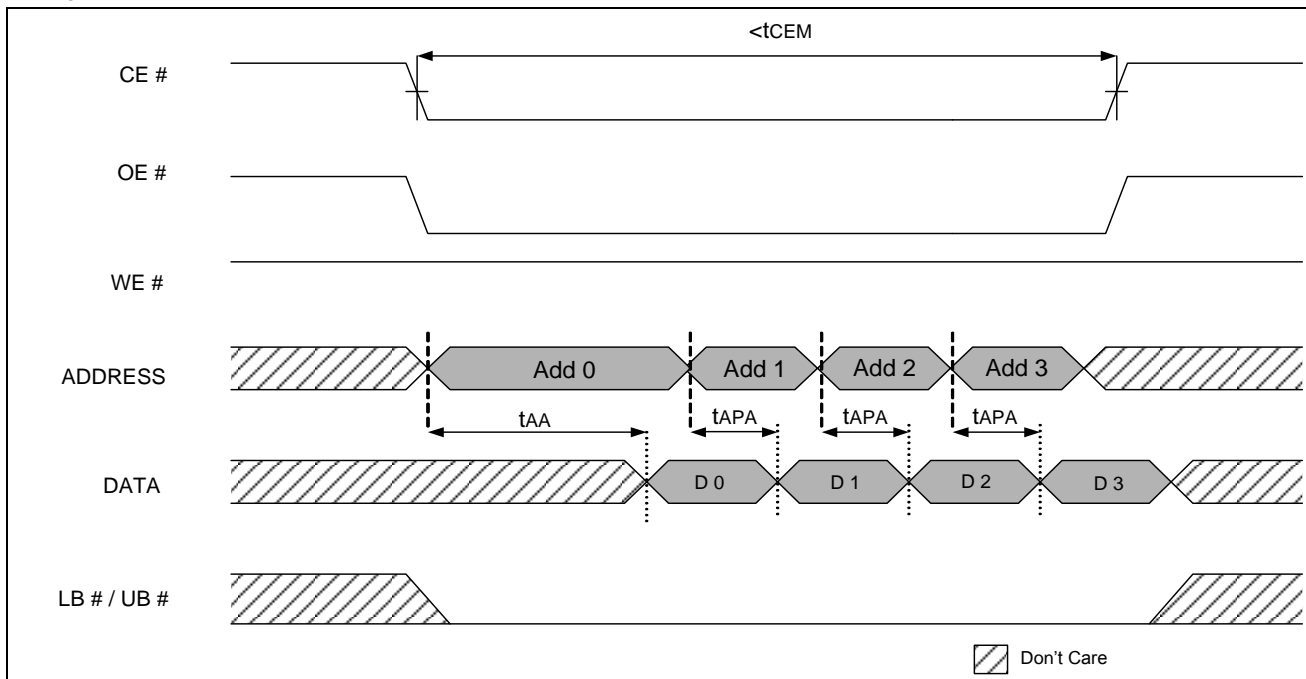 <tCEM
CE #
OE #
WE #
ADDRESS
Add 0 Add 1 Add 2 Add 3
tAA tAPA tAPA tAPA
DATA
D 0 D 1 D 2 D 3
LB # / UB #
Don't Care